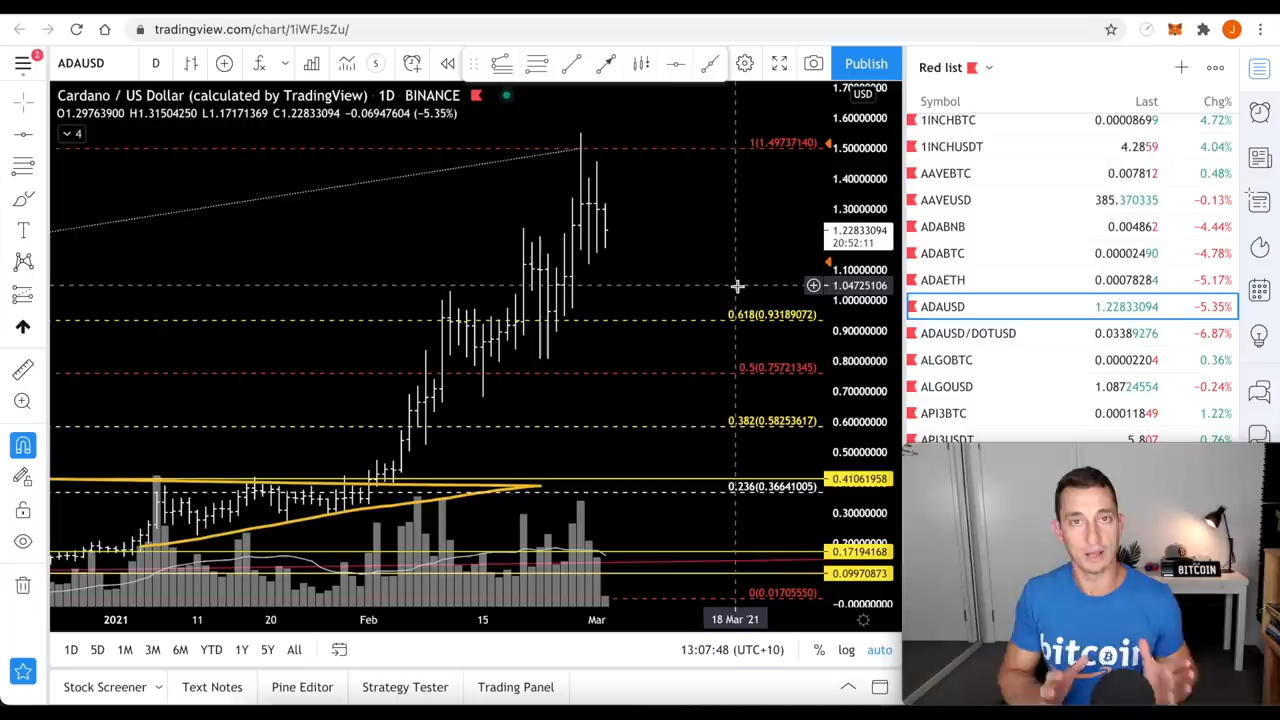 tradingview.com/chart/1iWFJsZu/
J
2
ADAUSD
D
S
Publish
Red list
Cardano / US Dollar (calculated by TradingView) • 1D • BINANCE
O1.29763900 H1.31504250 L1.17171369 C1.22833094 −0.06947604 (−5.35%)
4
USD
1.70000000
1.60000000
1.50000000
1.40000000
1.30000000
1.22833094
20:52:11
1.10000000
1.04725106
1.00000000
0.90000000
0.80000000
0.70000000
0.60000000
0.50000000
0.41061958
0.30000000
0.17194168
0.09970873
−0.00000000
1(1.49737140)
0.618(0.93189072)
0.5(0.75721345)
0.382(0.58253617)
0.236(0.36641005)
0(0.01705550)
2021
11
20
Feb
15
Mar
18 Mar '21
1D 5D 1M 3M 6M YTD 1Y 5Y All
13:07:48 (UTC+10)
% log auto
Stock Screener
Text Notes
Pine Editor
Strategy Tester
Trading Panel
Symbol Last Chg%
1INCHBTC 0.00008699 4.72%
1INCHUSDT 4.2859 4.04%
AAVEBTC 0.007812 0.48%
AAVEUSD 385.370335 −0.13%
ADABNB 0.004862 −4.44%
ADABTC 0.00002490 −4.78%
ADAETH 0.00078284 −5.17%
ADAUSD 1.22833094 −5.35%
ADAUSD/DOTUSD 0.03389276 −6.87%
ALGOBTC 0.00002204 0.36%
ALGOUSD 1.08724554 −0.24%
API3BTC 0.00011849 1.22%
API3USDT 5.807 0.76%
BITCOIN
bitcoin